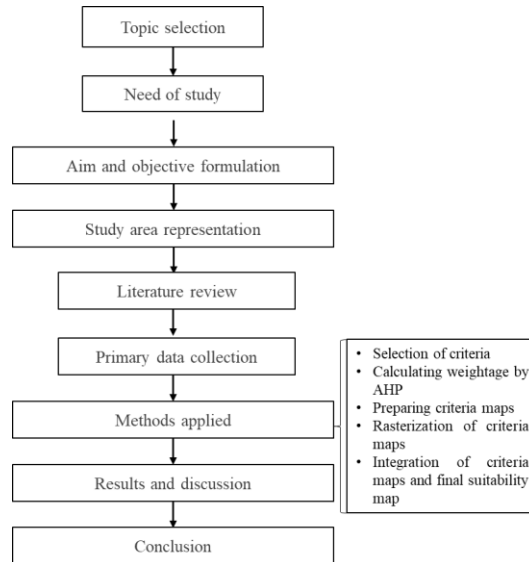 Topic selection
Need of study
Aim and objective formulation
Study area representation
Literature review
Primary data collection
Methods applied
• Selection of criteria
• Calculating weightage by
AHP
• Preparing criteria maps
• Rasterization of criteria
maps
• Integration of criteria
maps and final suitability
map
Results and discussion
Conclusion